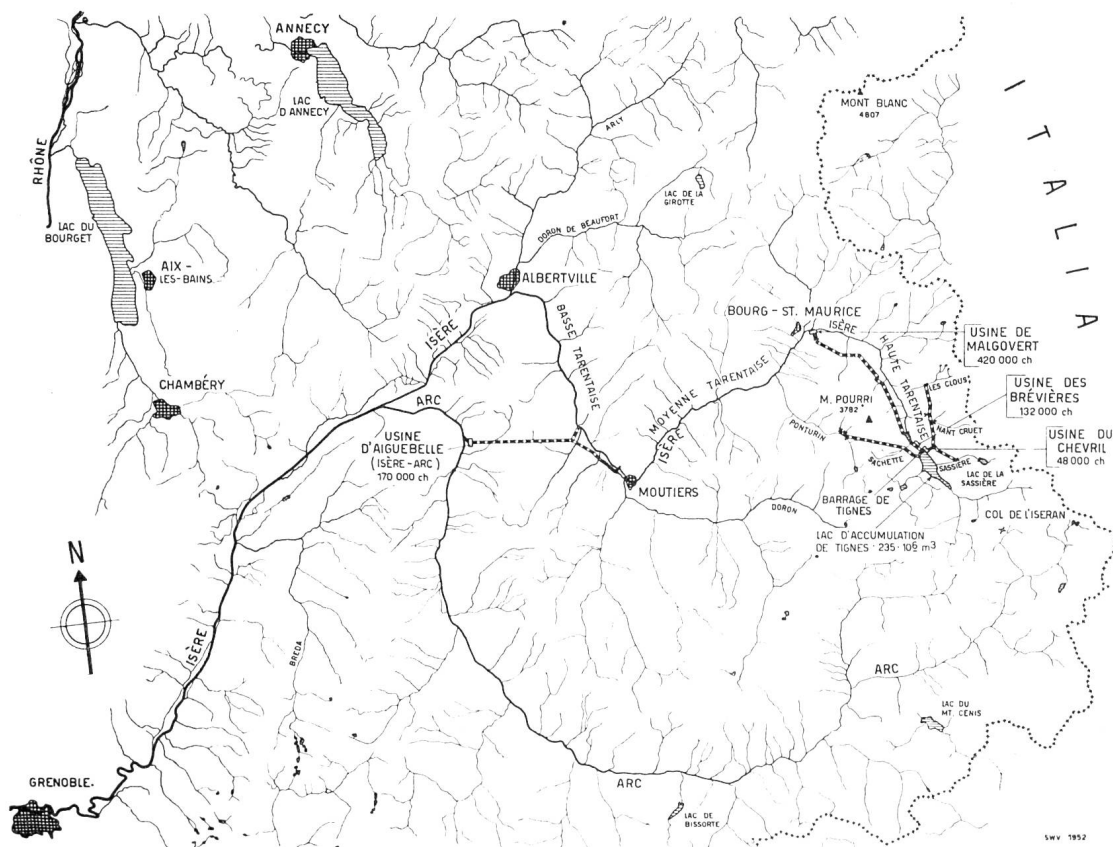 ANNECY
LAC
D'ANNECY
RHÔNE
LAC DU
BOURGET
AIX -
LES-BAINS
CHAMBÉRY
ARLY
MONT BLANC
4807
ITALIA
LAC DE LA
GIROTTE
DORON DE BEAUFORT
ALBERTVILLE
ISÈRE
BASSE TARENTAISE
BOURG - ST. MAURICE
ISÈRE
HAUTE TARENTAISE
USINE DE
MALGOVERT
420 000 ch
LES CLOUS
USINE DES
BRÉVIÈRES
132 000 ch
NANT CRUET
USINE DU
CHEVRIL
48 000 ch
M. POURRI
3782
MOYENNE TARENTAISE
ISÈRE
PONTURIN
SACHETTE
SASSIÈRE
LAC DE LA
SASSIÈRE
ARC
USINE
D'AIGUEBELLE
(ISÈRE-ARC)
170 000 ch
MOUTIERS
BARRAGE DE
TIGNES
DORON
COL DE L'ISERAN
LAC D'ACCUMULATION
DE TIGNES · 235 · 10⁶ m³
N
ISÈRE
BREDA
ARC
LAC DU
MT. CENIS
GRENOBLE
ARC
LAC DE
BISSORTE
SWV 1952